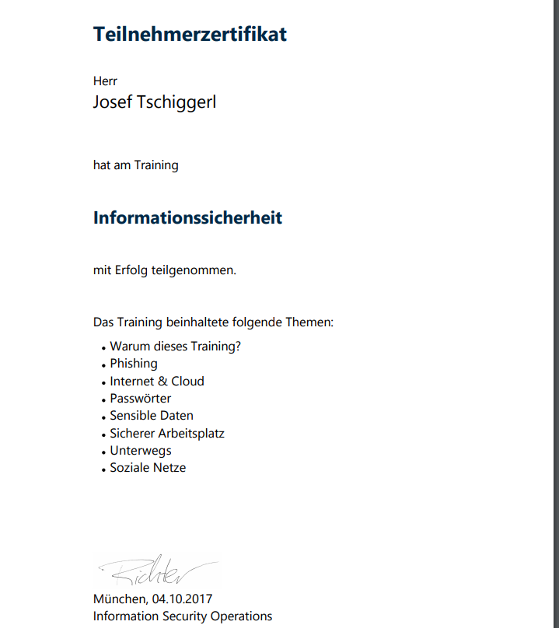 Teilnehmerzertifikat
Herr
Josef Tschiggerl
hat am Training
Informationssicherheit
mit Erfolg teilgenommen.
Das Training beinhaltete folgende Themen:
• Warum dieses Training?
• Phishing
• Internet & Cloud
• Passwörter
• Sensible Daten
• Sicherer Arbeitsplatz
• Unterwegs
• Soziale Netze
Richter
München, 04.10.2017
Information Security Operations